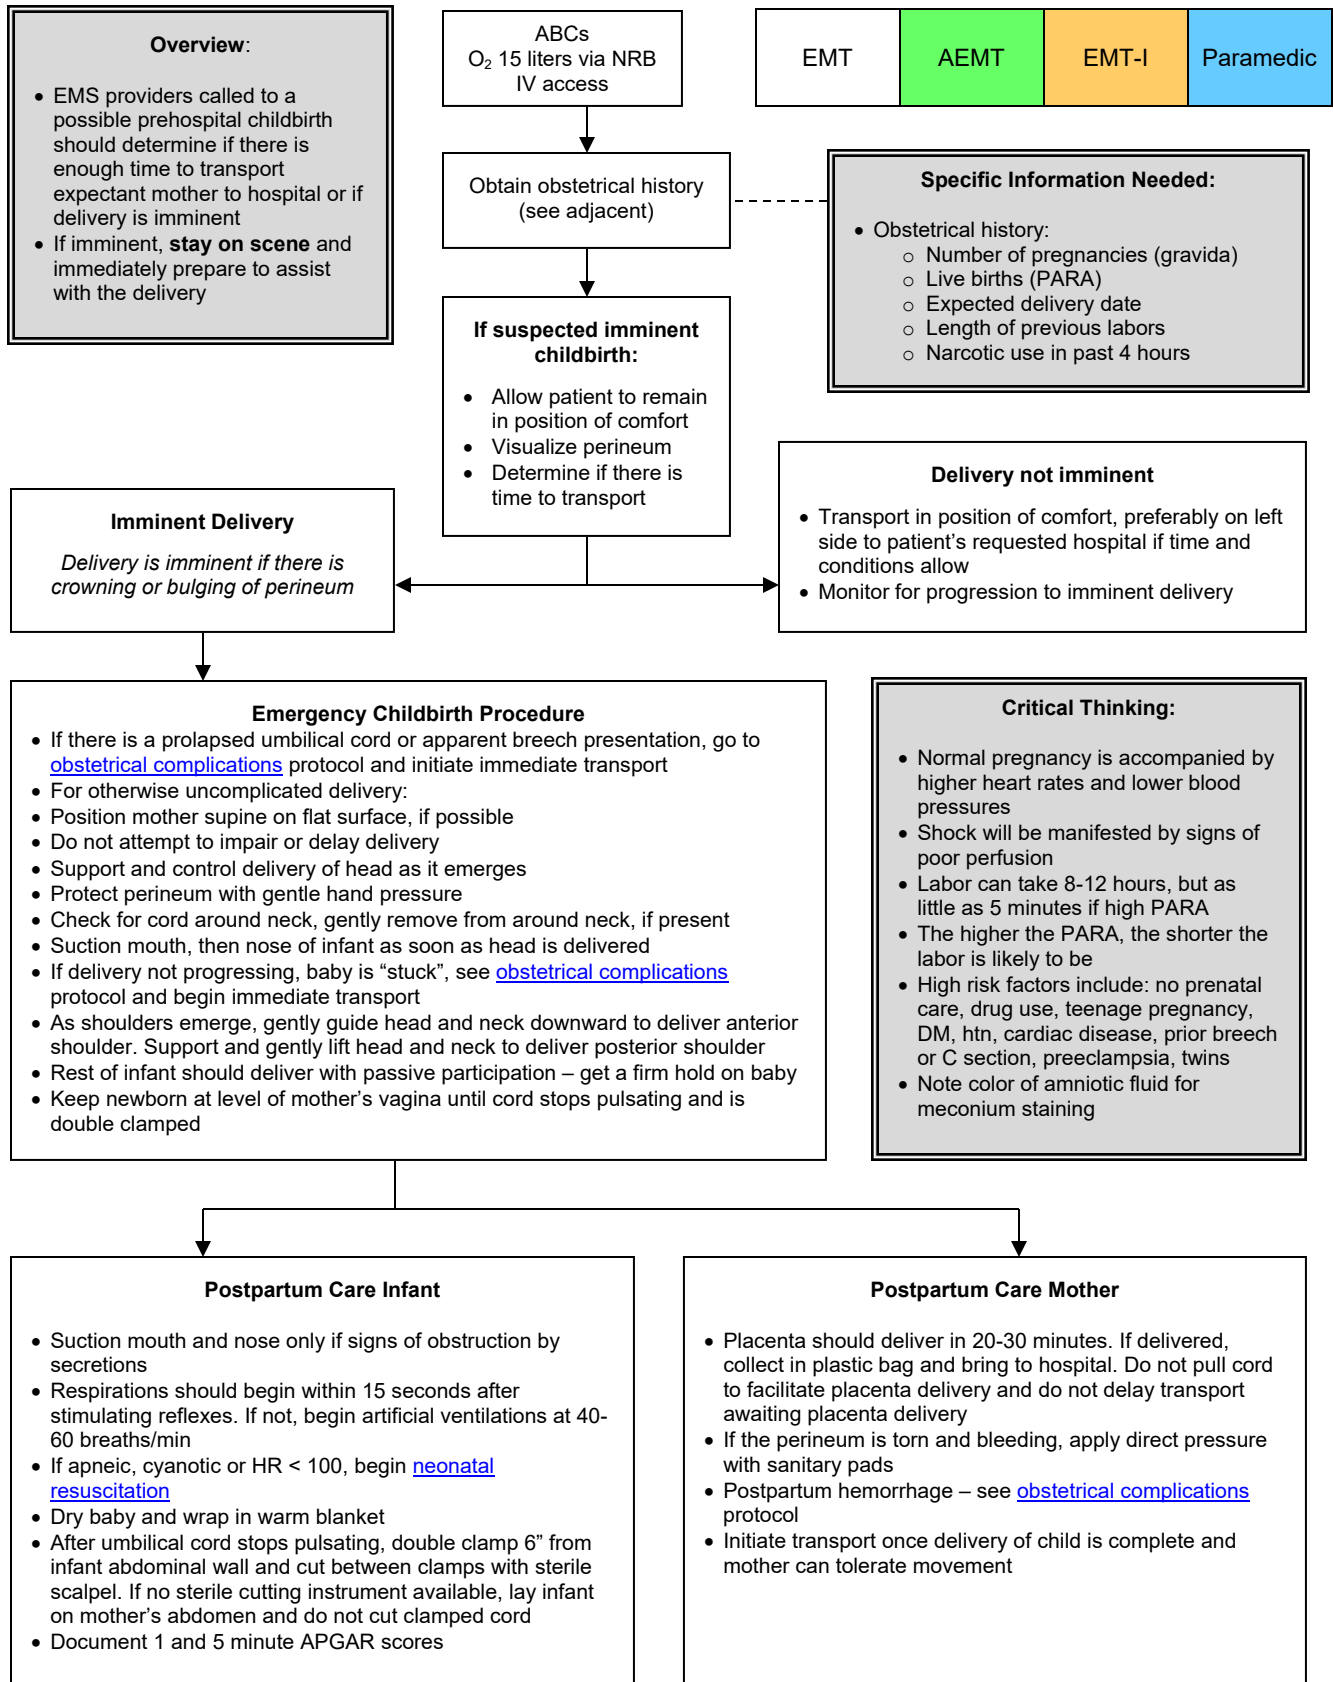 Overview:
• EMS providers called to a
possible prehospital childbirth
should determine if there is
enough time to transport
expectant mother to hospital or if
delivery is imminent
• If imminent, stay on scene and
immediately prepare to assist
with the delivery
ABCs
O₂ 15 liters via NRB
IV access
EMT
AEMT
EMT-I
Paramedic
Obtain obstetrical history
(see adjacent)
Specific Information Needed:
• Obstetrical history:
o Number of pregnancies (gravida)
o Live births (PARA)
o Expected delivery date
o Length of previous labors
o Narcotic use in past 4 hours
If suspected imminent
childbirth:
• Allow patient to remain
in position of comfort
• Visualize perineum
• Determine if there is
time to transport
Imminent Delivery
Delivery is imminent if there is
crowning or bulging of perineum
Delivery not imminent
• Transport in position of comfort, preferably on left
side to patient’s requested hospital if time and
conditions allow
• Monitor for progression to imminent delivery
Emergency Childbirth Procedure
• If there is a prolapsed umbilical cord or apparent breech presentation, go to
obstetrical complications protocol and initiate immediate transport
• For otherwise uncomplicated delivery:
• Position mother supine on flat surface, if possible
• Do not attempt to impair or delay delivery
• Support and control delivery of head as it emerges
• Protect perineum with gentle hand pressure
• Check for cord around neck, gently remove from around neck, if present
• Suction mouth, then nose of infant as soon as head is delivered
• If delivery not progressing, baby is “stuck”, see obstetrical complications
protocol and begin immediate transport
• As shoulders emerge, gently guide head and neck downward to deliver anterior
shoulder. Support and gently lift head and neck to deliver posterior shoulder
• Rest of infant should deliver with passive participation – get a firm hold on baby
• Keep newborn at level of mother’s vagina until cord stops pulsating and is
double clamped
Critical Thinking:
• Normal pregnancy is accompanied by
higher heart rates and lower blood
pressures
• Shock will be manifested by signs of
poor perfusion
• Labor can take 8-12 hours, but as
little as 5 minutes if high PARA
• The higher the PARA, the shorter the
labor is likely to be
• High risk factors include: no prenatal
care, drug use, teenage pregnancy,
DM, htn, cardiac disease, prior breech
or C section, preeclampsia, twins
• Note color of amniotic fluid for
meconium staining
Postpartum Care Infant
• Suction mouth and nose only if signs of obstruction by
secretions
• Respirations should begin within 15 seconds after
stimulating reflexes. If not, begin artificial ventilations at 40-
60 breaths/min
• If apneic, cyanotic or HR < 100, begin neonatal
resuscitation
• Dry baby and wrap in warm blanket
• After umbilical cord stops pulsating, double clamp 6” from
infant abdominal wall and cut between clamps with sterile
scalpel. If no sterile cutting instrument available, lay infant
on mother’s abdomen and do not cut clamped cord
• Document 1 and 5 minute APGAR scores
Postpartum Care Mother
• Placenta should deliver in 20-30 minutes. If delivered,
collect in plastic bag and bring to hospital. Do not pull cord
to facilitate placenta delivery and do not delay transport
awaiting placenta delivery
• If the perineum is torn and bleeding, apply direct pressure
with sanitary pads
• Postpartum hemorrhage – see obstetrical complications
protocol
• Initiate transport once delivery of child is complete and
mother can tolerate movement